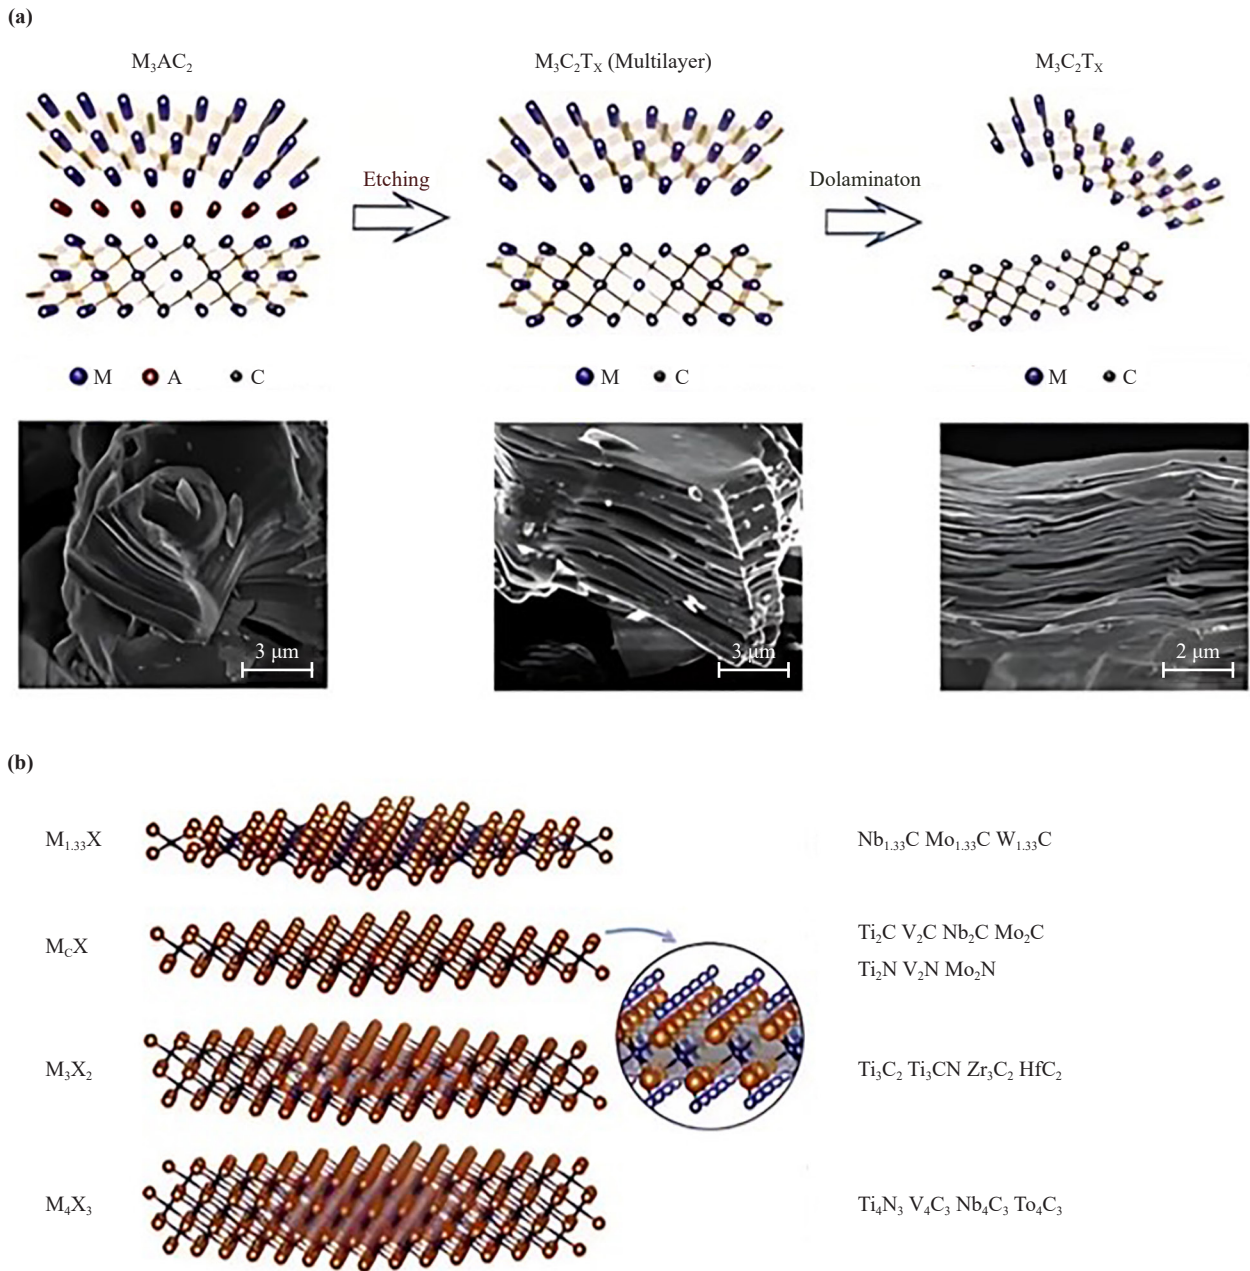 (a)
M₃AC₂ M₃C₂Tₓ (Multilayer) M₃C₂Tₓ
Etching Dolaminaton
M A C M C M C
3 μm 3 μm 2 μm
(b)
M₁.₃₃X Nb₁.₃₃C Mo₁.₃₃C W₁.₃₃C
M_CX Ti₂C V₂C Nb₂C Mo₂C
Ti₂N V₂N Mo₂N
M₃X₂ Ti₃C₂ Ti₃CN Zr₃C₂ HfC₂
M₄X₃ Ti₄N₃ V₄C₃ Nb₄C₃ To₄C₃